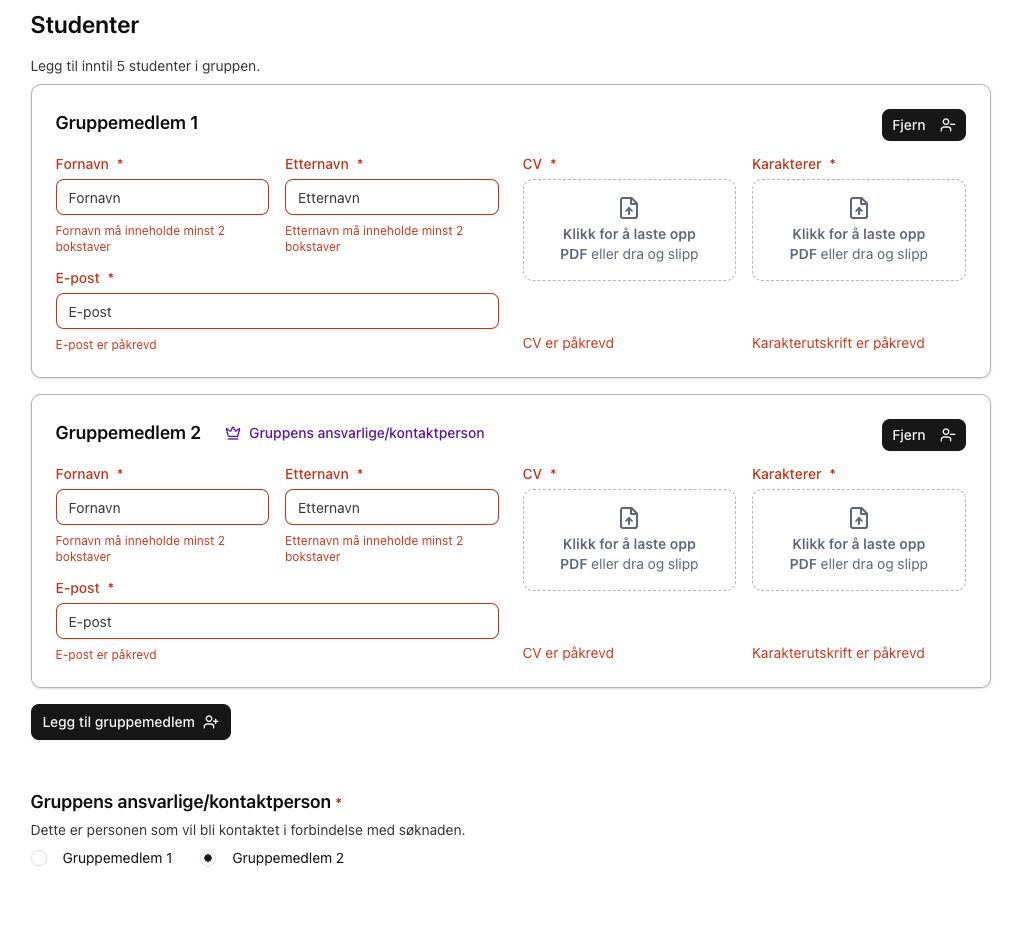 Studenter
Legg til inntil 5 studenter i gruppen.
Gruppemedlem 1
Fjern
Fornavn *
Etternavn *
CV *
Karakterer *
Fornavn
Etternavn
Klikk for å laste opp
PDF eller dra og slipp
Klikk for å laste opp
PDF eller dra og slipp
Fornavn må inneholde minst 2
bokstaver
Etternavn må inneholde minst 2
bokstaver
E-post *
E-post
E-post er påkrevd
CV er påkrevd
Karakterutskrift er påkrevd
Gruppemedlem 2
Gruppens ansvarlige/kontaktperson
Fjern
Fornavn *
Etternavn *
CV *
Karakterer *
Fornavn
Etternavn
Klikk for å laste opp
PDF eller dra og slipp
Klikk for å laste opp
PDF eller dra og slipp
Fornavn må inneholde minst 2
bokstaver
Etternavn må inneholde minst 2
bokstaver
E-post *
E-post
E-post er påkrevd
CV er påkrevd
Karakterutskrift er påkrevd
Legg til gruppemedlem
Gruppens ansvarlige/kontaktperson *
Dette er personen som vil bli kontaktet i forbindelse med søknaden.
Gruppemedlem 1
Gruppemedlem 2